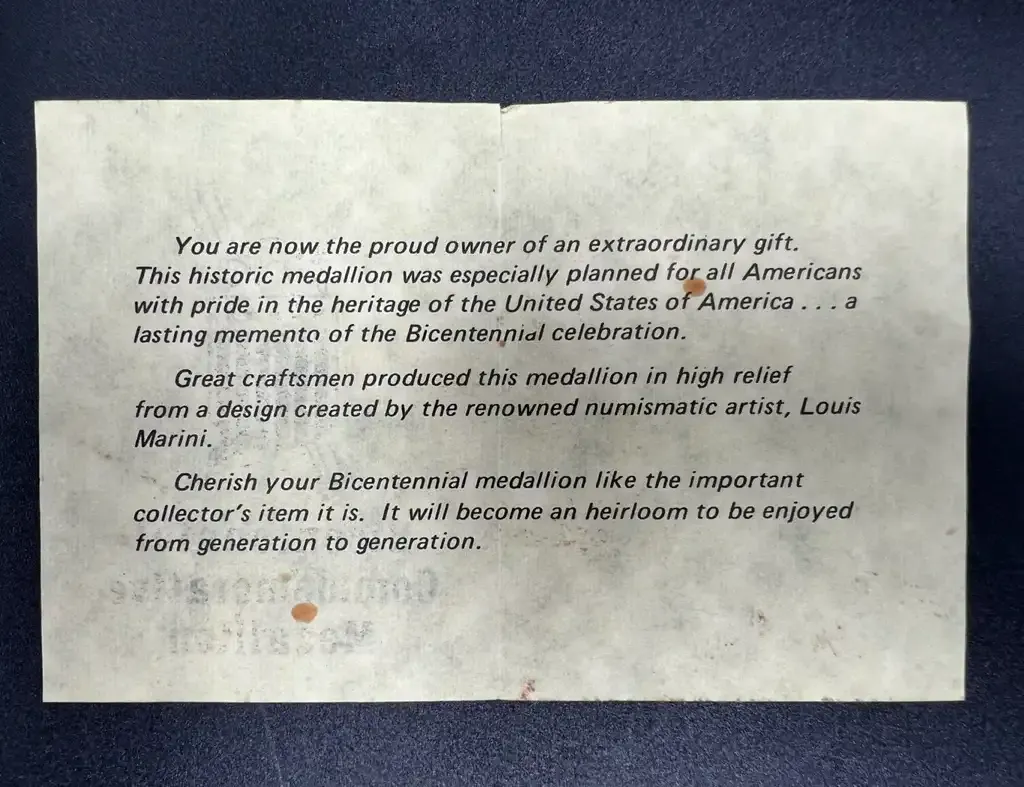 You are now the proud owner of an extraordinary gift.
This historic medallion was especially planned for all Americans
with pride in the heritage of the United States of America . . . a
lasting memento of the Bicentennial celebration.
Great craftsmen produced this medallion in high relief
from a design created by the renowned numismatic artist, Louis
Marini.
Cherish your Bicentennial medallion like the important
collector's item it is. It will become an heirloom to be enjoyed
from generation to generation.
Commemorative
Medallion